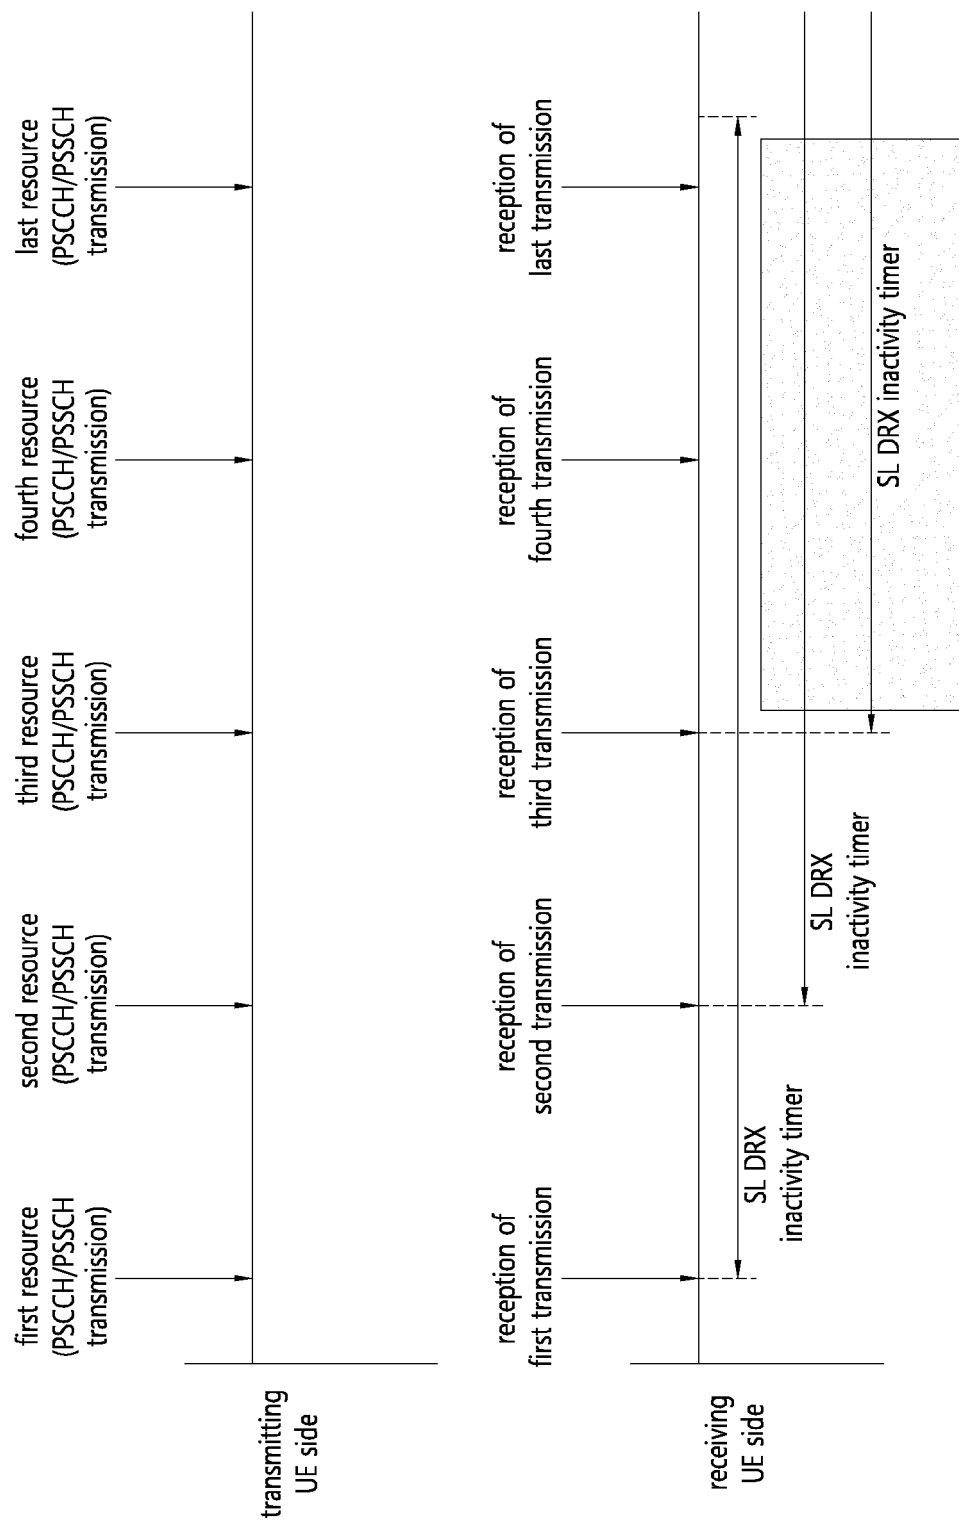 transmitting
UE side
first resource
(PSCCH/PSSCH
transmission)
second resource
(PSCCH/PSSCH
transmission)
third resource
(PSCCH/PSSCH
transmission)
fourth resource
(PSCCH/PSSCH
transmission)
last resource
(PSCCH/PSSCH
transmission)
receiving
UE side
reception of
first transmission
reception of
second transmission
reception of
third transmission
reception of
fourth transmission
reception of
last transmission
SL DRX
inactivity timer
SL DRX
inactivity timer
SL DRX inactivity timer